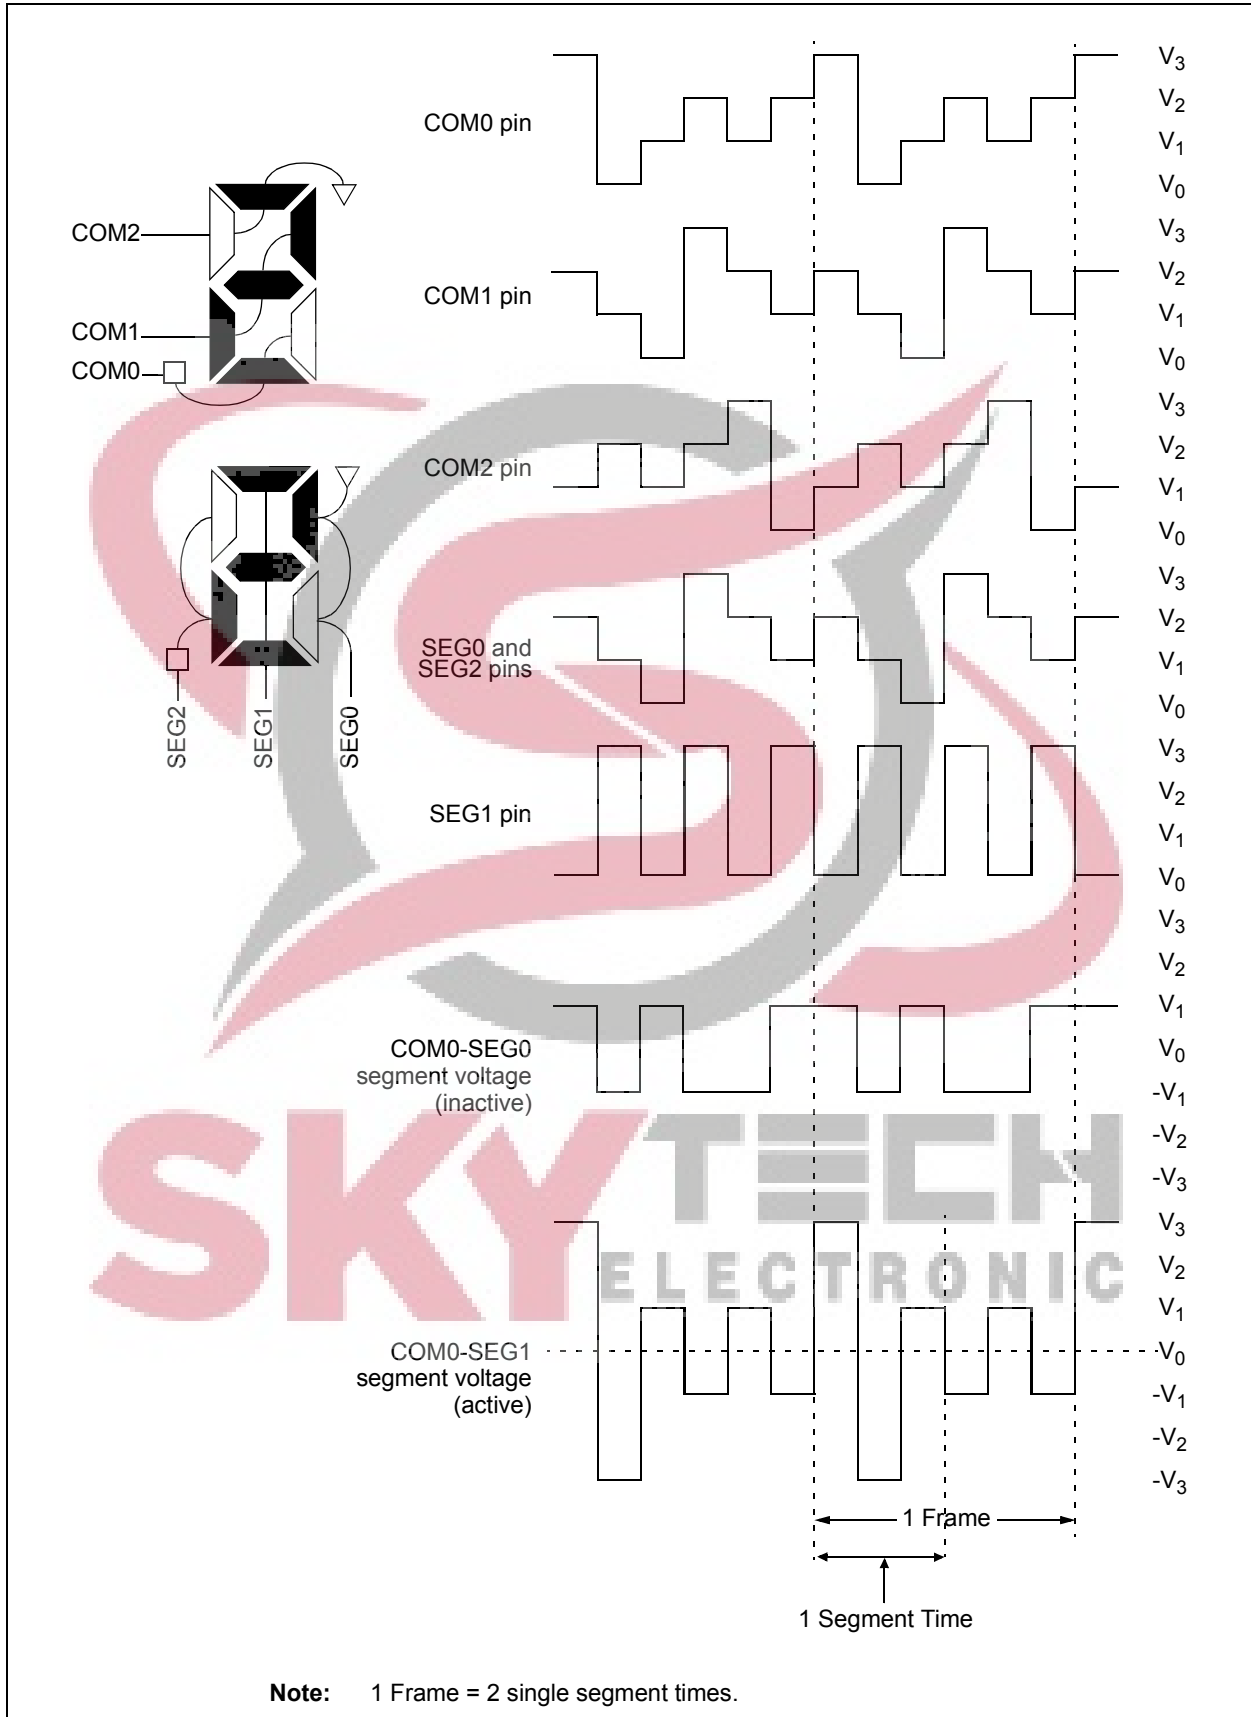 COM0 pin
V3
V2
V1
V0
COM2
COM1
COM0
COM1 pin
V3
V2
V1
V0
COM2 pin
V3
V2
V1
V0
SEG0 and
SEG2 pins
V3
V2
V1
V0
SEG2
SEG1
SEG0
SEG1 pin
V3
V2
V1
V0
COM0-SEG0
segment voltage
(inactive)
V3
V2
V1
V0
-V1
-V2
-V3
SKYTECH
ELECTRONIC
COM0-SEG1
segment voltage
(active)
V3
V2
V1
V0
-V1
-V2
-V3
1 Frame
1 Segment Time
Note: 1 Frame = 2 single segment times.